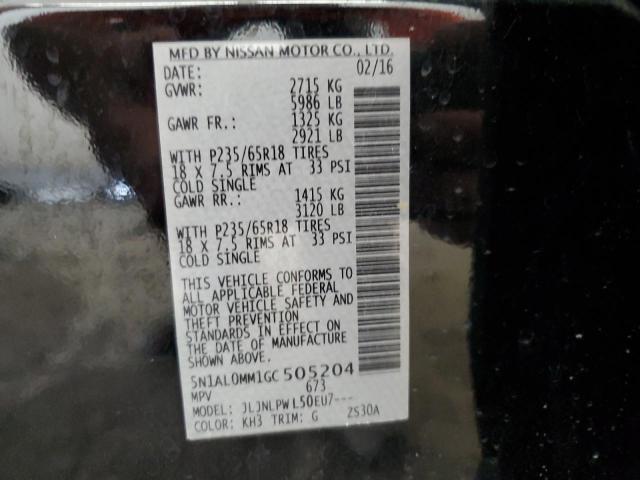 MFD BY NISSAN MOTOR CO., LTD.
DATE: 02/16
GVWR: 2715 KG
5986 LB
GAWR FR.: 1325 KG
2921 LB
WITH P235/65R18 TIRES
18 X 7.5 RIMS AT 33 PSI
COLD SINGLE
GAWR RR.: 1415 KG
3120 LB
WITH P235/65R18 TIRES
18 X 7.5 RIMS AT 33 PSI
COLD SINGLE
THIS VEHICLE CONFORMS TO
ALL APPLICABLE FEDERAL
MOTOR VEHICLE SAFETY AND
THEFT PREVENTION
STANDARDS IN EFFECT ON
THE DATE OF MANUFACTURE
SHOWN ABOVE.
5N1AL0MM1GC505204
MPV 673
MODEL: JLJNLPW L50EU7---
COLOR: KH3 TRIM: G ZS30A